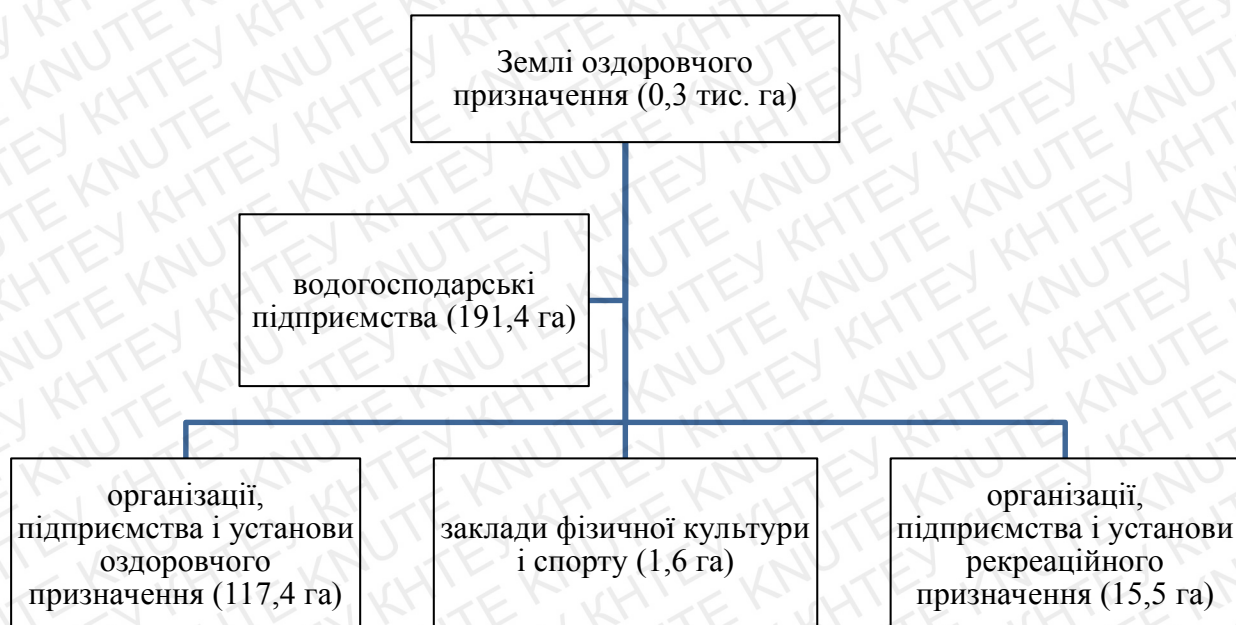 Землі оздоровчого
призначення (0,3 тис. га)
водогосподарські
підприємства (191,4 га)
організації,
підприємства і установи
оздоровчого
призначення (117,4 га)
заклади фізичної культури
і спорту (1,6 га)
організації,
підприємства і установи
рекреаційного
призначення (15,5 га)